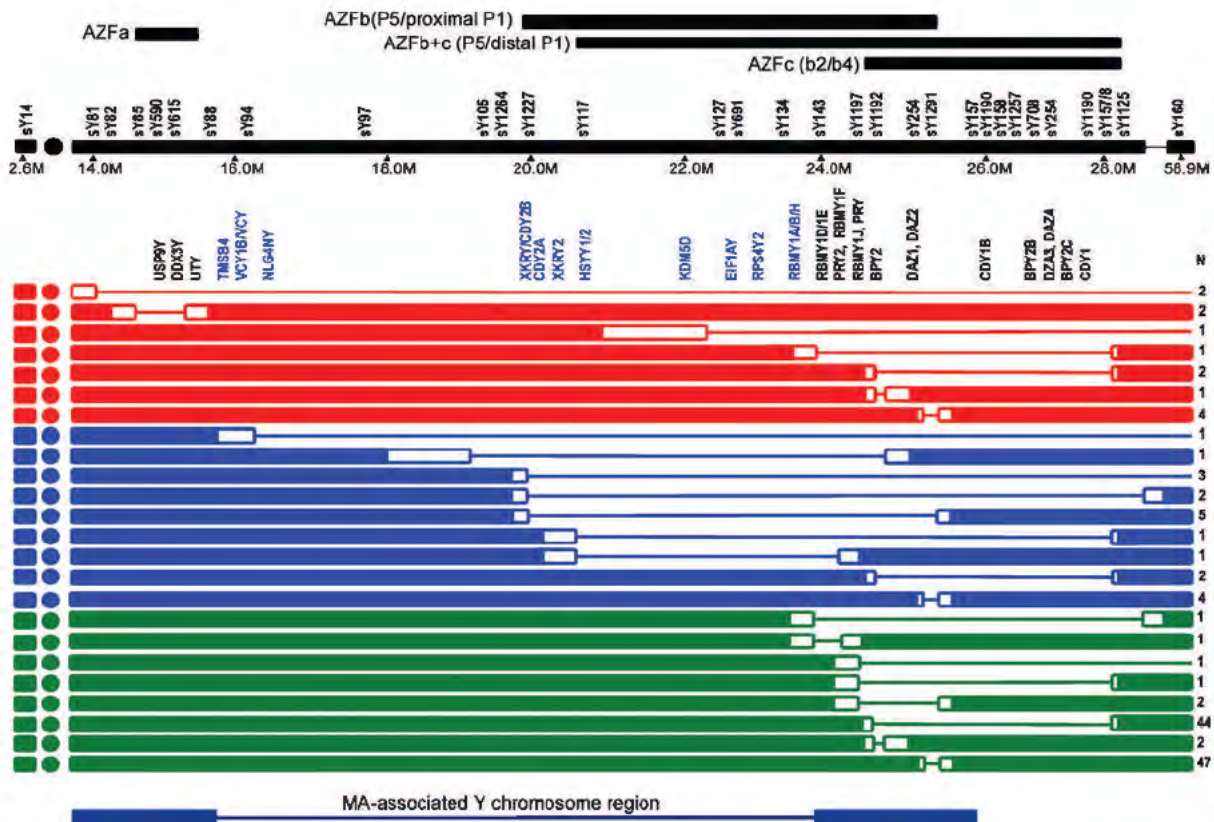 AZFa
AZFb(P5/proximal P1)
AZFb+c (P5/distal P1)
AZFc (b2/b4)
sY14
sY81
sY82
sY85
sY590
sY615
sY88
sY94
sY97
sY105
sY1264
sY1227
sY117
sY127
sY691
sY134
sY143
sY1197
sY1192
sY254
sY1291
sY157
sY1190
sY158
sY1257
sY708
sY254
sY1190
sY157/8
sY1125
sY160
2.6M 14.0M 16.0M 18.0M 20.0M 22.0M 24.0M 26.0M 28.0M 58.9M
USP9Y
DDX3Y
UTY
TMSB4
VCY1B/VCY
NLG4NY
XKRY/CDY2B
CDY2A
XKRY2
HSYY1/2
KDM5D
EIF1AY
RPS4Y2
RBMY1A/B/H
RBMY1D/1E
PRY2, RBMY1F
RBMY1J, PRY
BPY2
DAZ1, DAZ2
CDY1B
BPY2B
DZA3, DAZ4
BPY2C
CDY1
N
2
2
1
1
2
1
4
1
1
3
2
5
1
1
2
4
1
1
1
1
2
44
2
47
MA-associated Y chromosome region